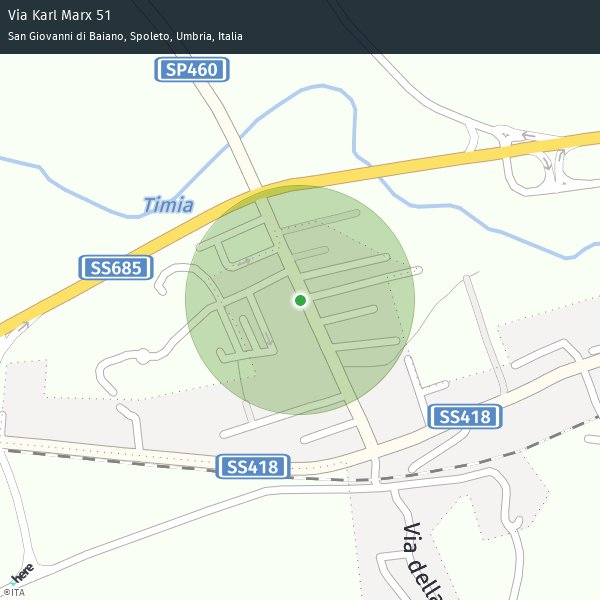 Via Karl Marx 51
San Giovanni di Baiano, Spoleto, Umbria, Italia
SP460
Timia
SS685
SS418
SS418
Via della
here
©ITA